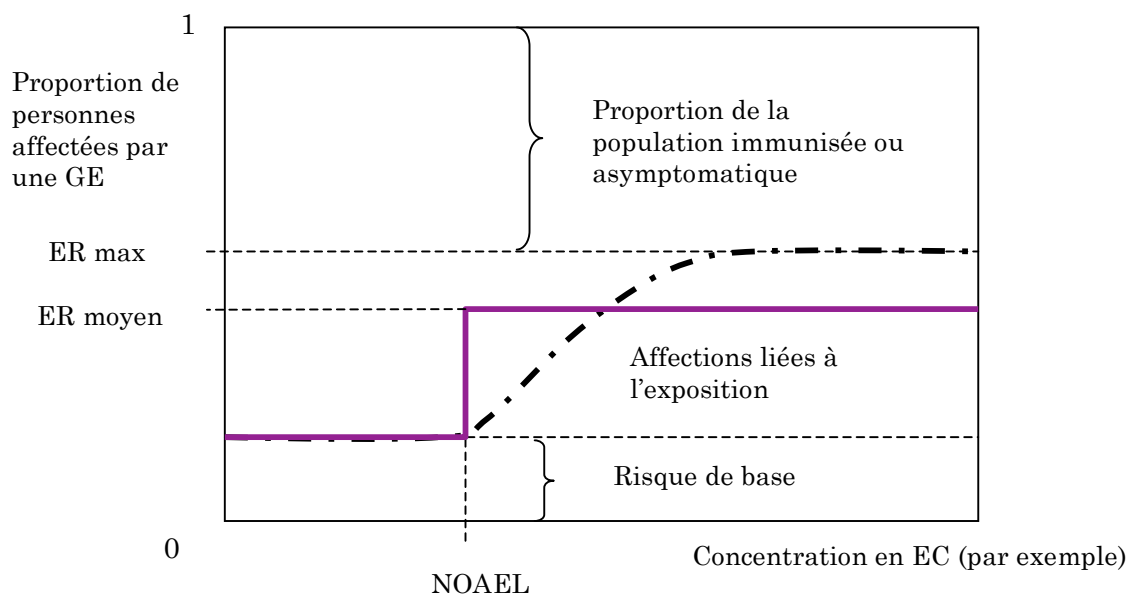 1
Proportion de
personnes
affectées par
une GE
Proportion de la
population immunisée ou
asymptomatique
ER max
ER moyen
Affections liées à
l'exposition
Risque de base
0
Concentration en EC (par exemple)
NOAEL